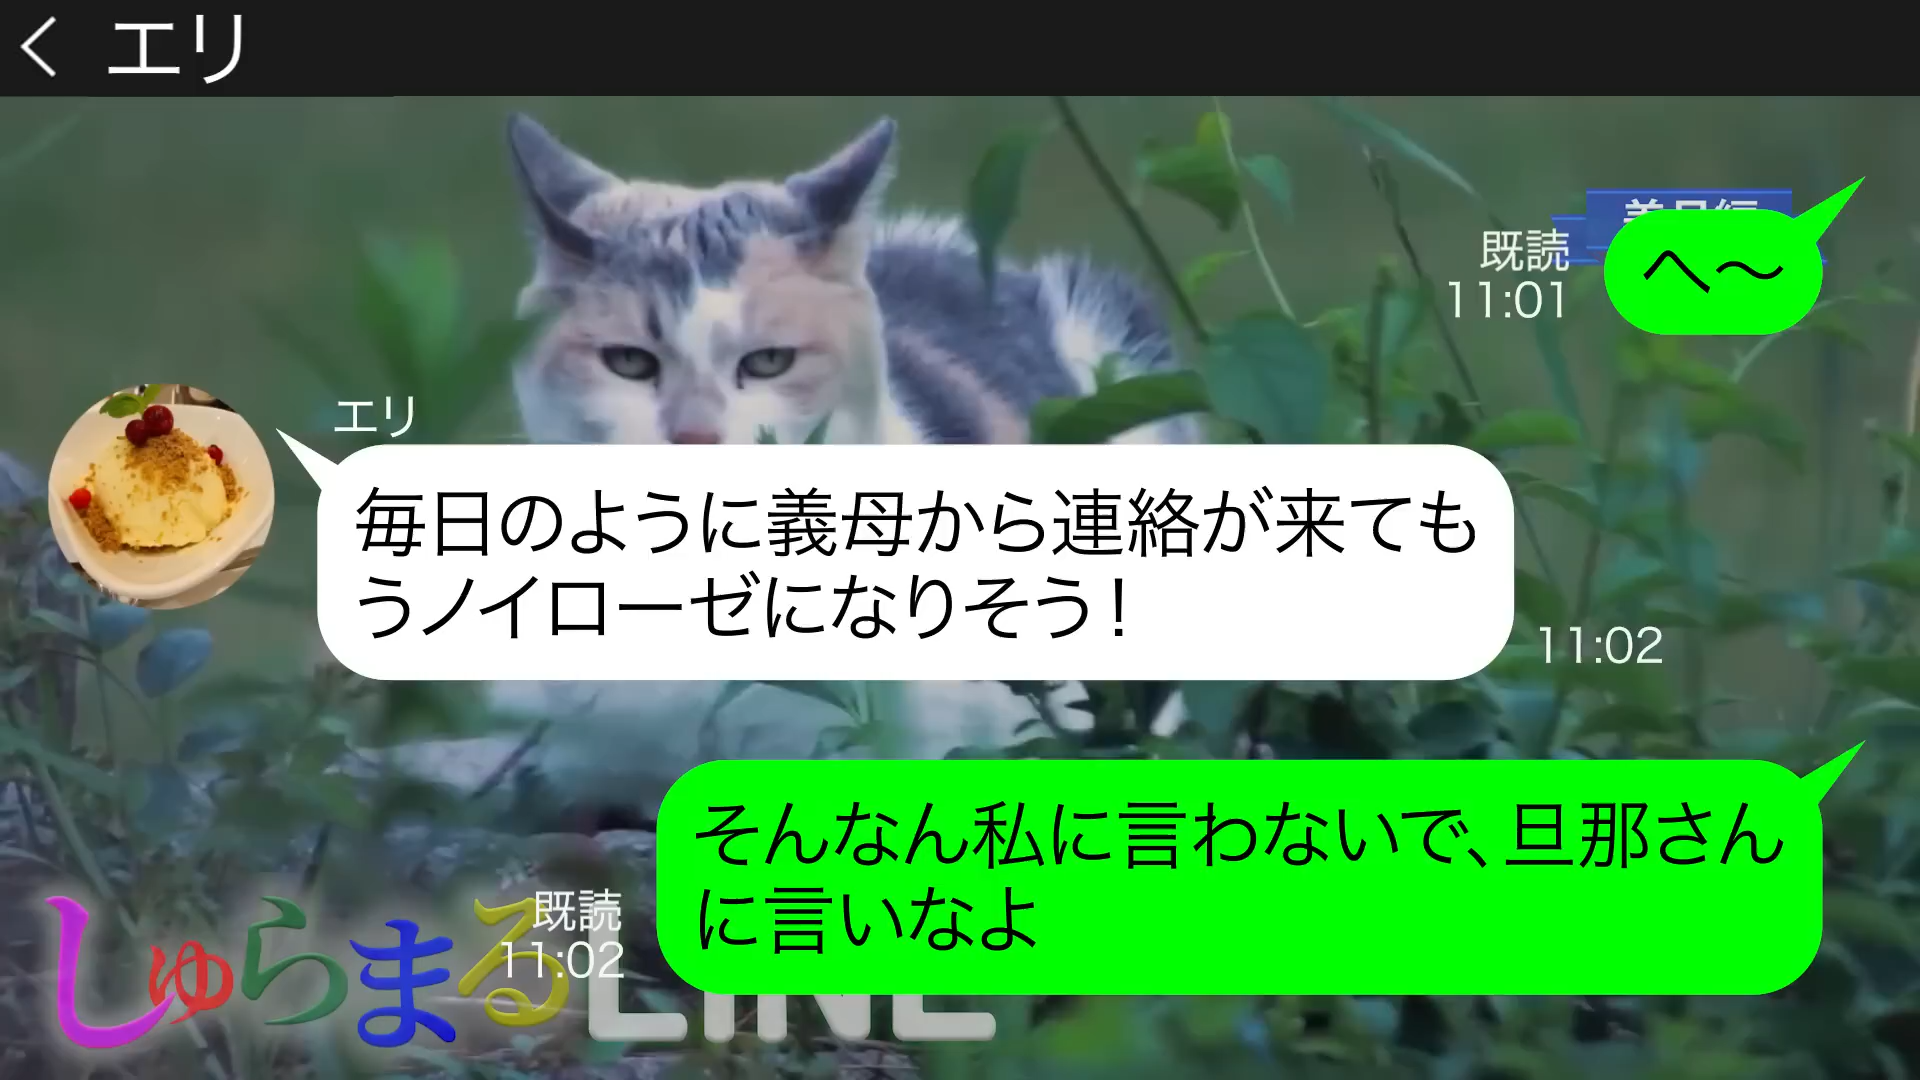 エリ
既読
11:01
へ〜
エリ
毎日のように義母から連絡が来ても
うノイローゼになりそう!
11:02
そんなん私に言わないで、旦那さん
に言いなよ
既読
11:02
しゅらまるLINE